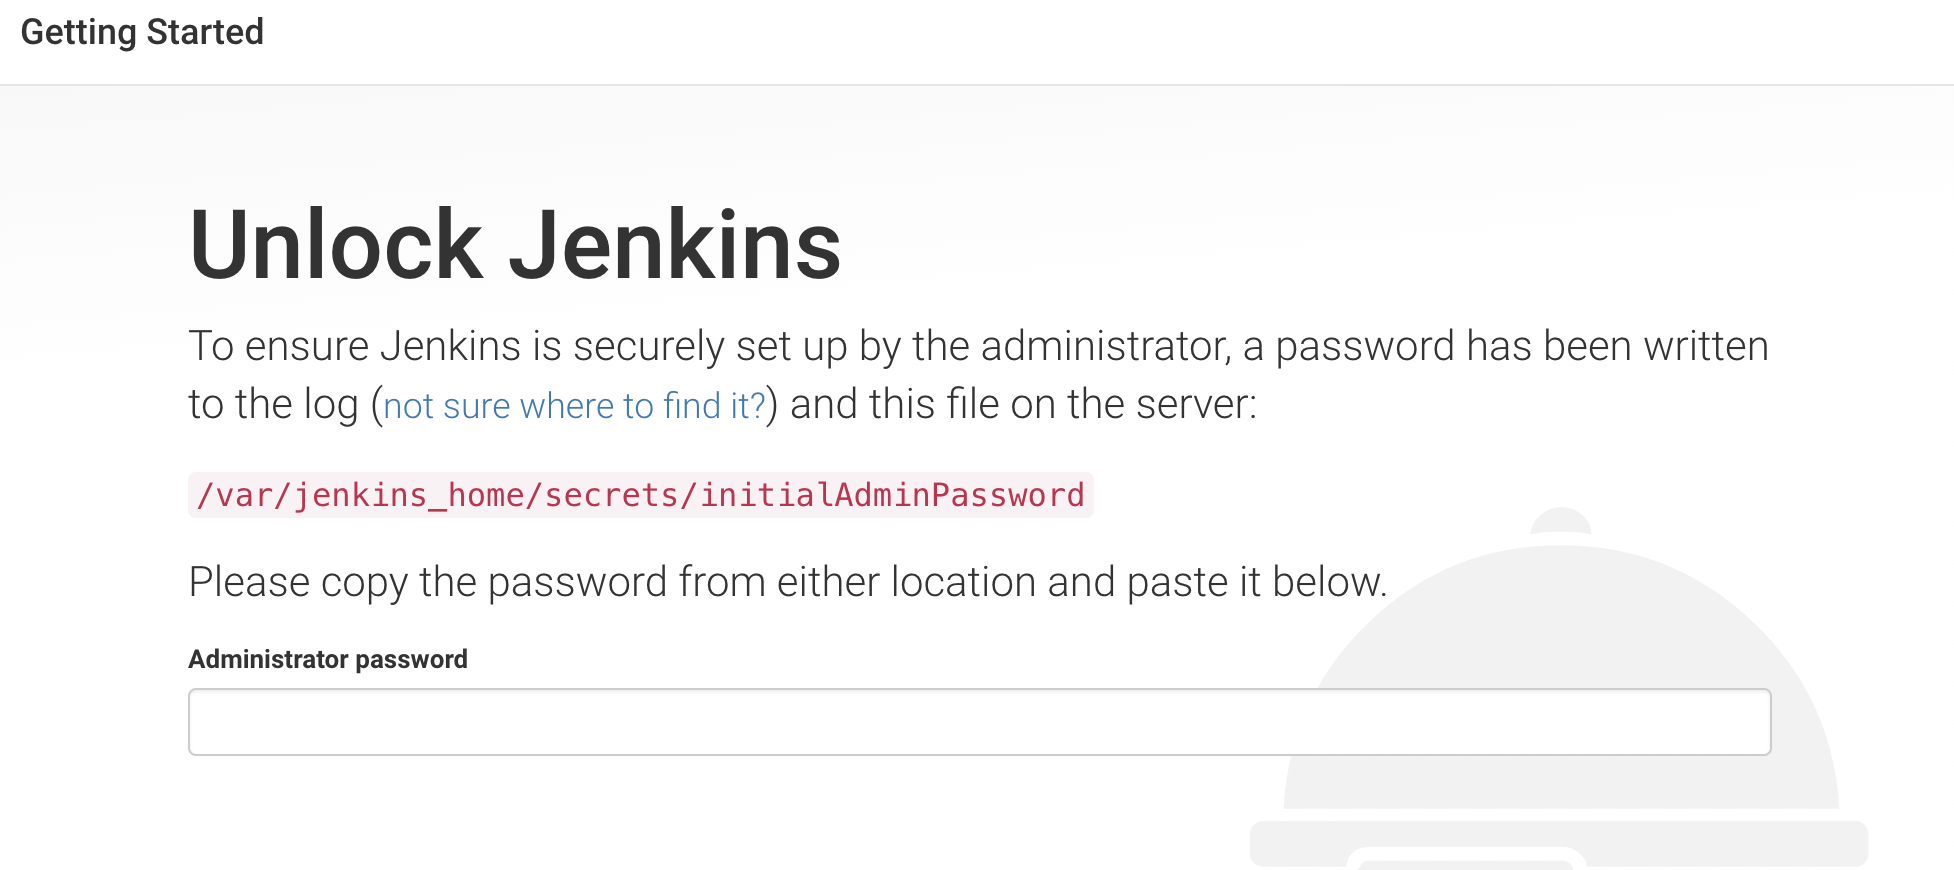 Getting Started
Unlock Jenkins
To ensure Jenkins is securely set up by the administrator, a password has been written
to the log (not sure where to find it?) and this file on the server:
/var/jenkins_home/secrets/initialAdminPassword
Please copy the password from either location and paste it below.
Administrator password